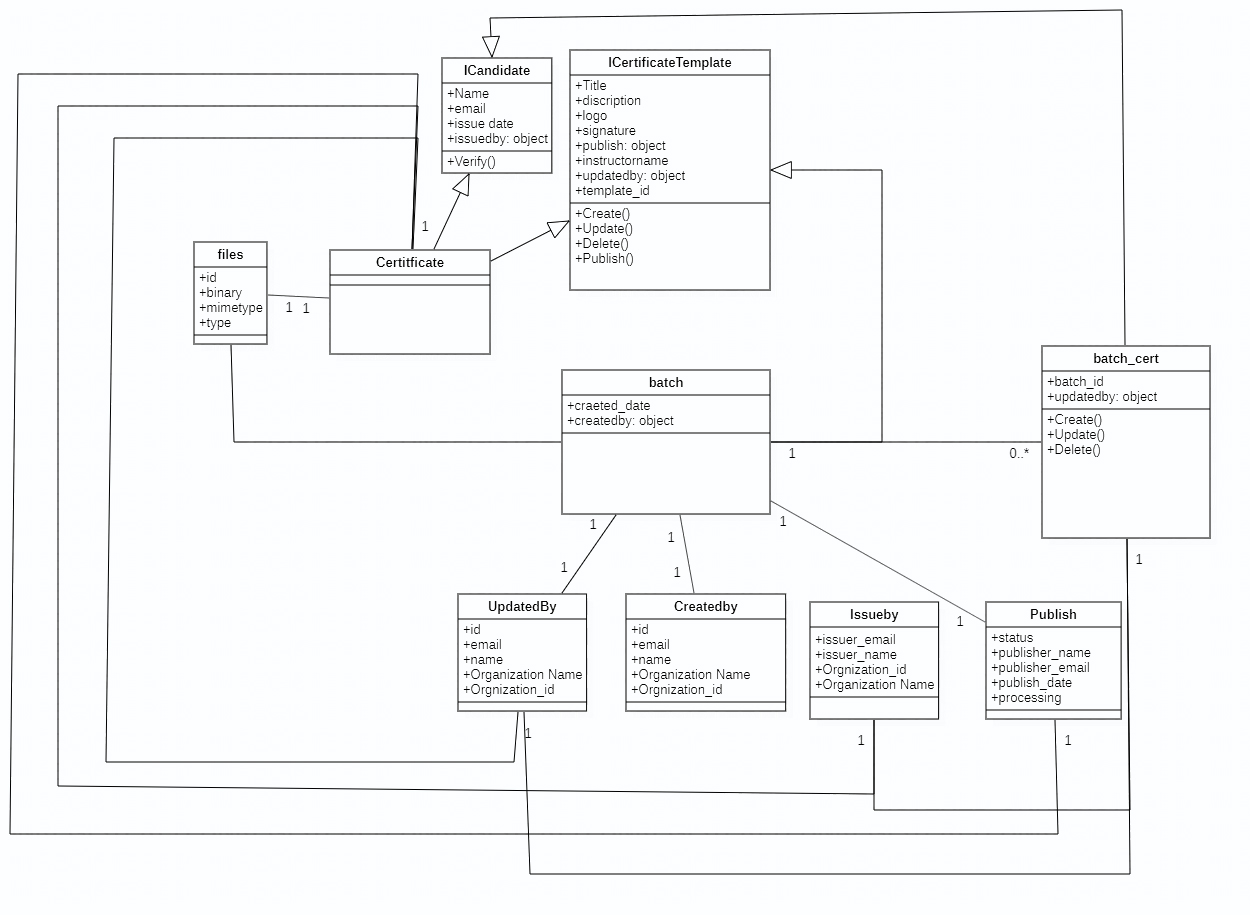 ICandidate
+Name
+email
+issue date
+issuedby: object
+Verify()
ICertificateTemplate
+Title
+discription
+logo
+signature
+publish: object
+instructorname
+updatedby: object
+template_id
+Create()
+Update()
+Delete()
+Publish()
1
files
+id
+binary
+mimetype
+type
1
1
Certitficate
batch
+craeted_date
+createdby: object
1
0..*
batch_cert
+batch_id
+updatedby: object
+Create()
+Update()
+Delete()
1
1
1
1
1
1
1
UpdatedBy
+id
+email
+name
+Organization Name
+Orgnization_id
Createdby
+id
+email
+name
+Organization Name
+Orgnization_id
Issueby
+issuer_email
+issuer_name
+Orgnization_id
+Organization Name
Publish
+status
+publisher_name
+publisher_email
+publish_date
+processing
1
1
1